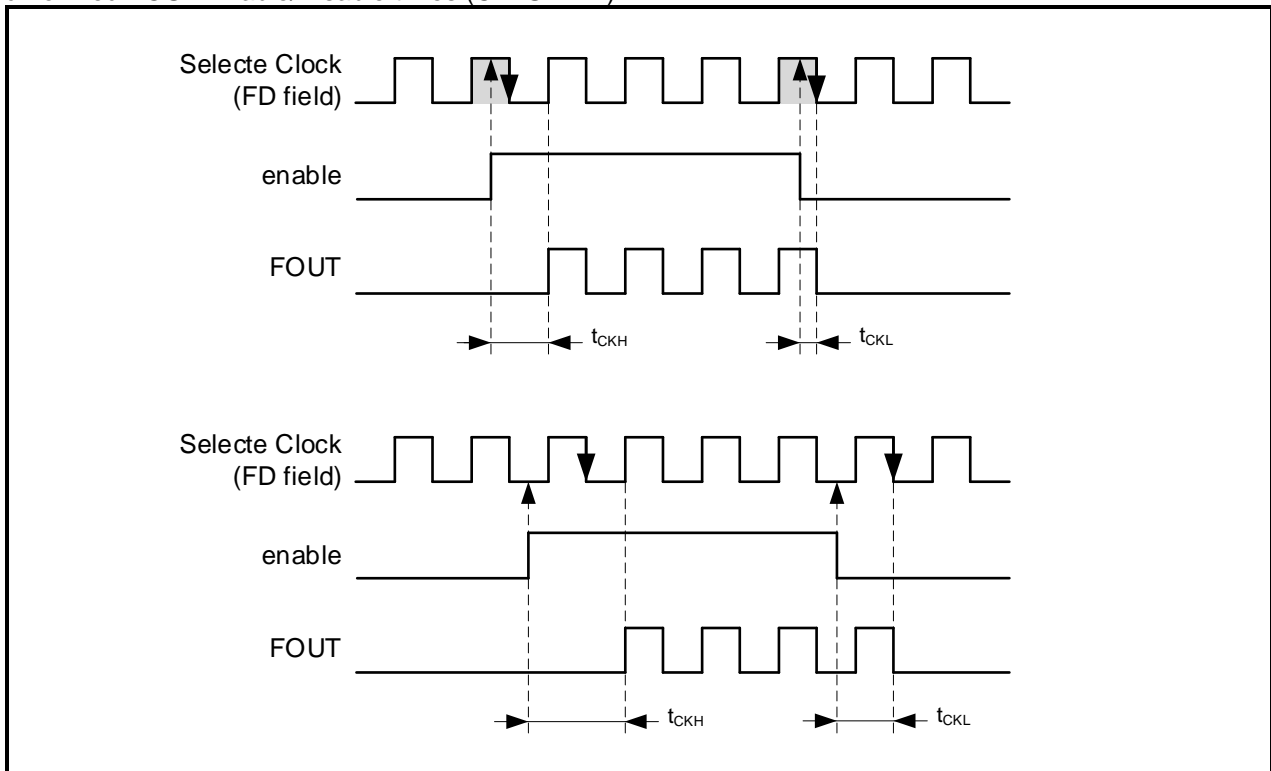 Selecte Clock
(FD field)
enable
FOUT
tCKH
tCKL
Selecte Clock
(FD field)
enable
FOUT
tCKH
tCKL